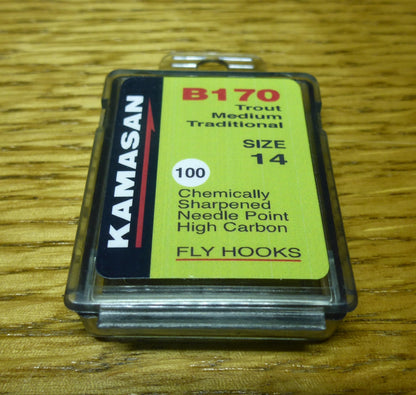 KAMASAN
B170
Trout
Medium
Traditional
SIZE
14
100
Chemically
Sharpened
Needle Point
High Carbon
FLY HOOKS